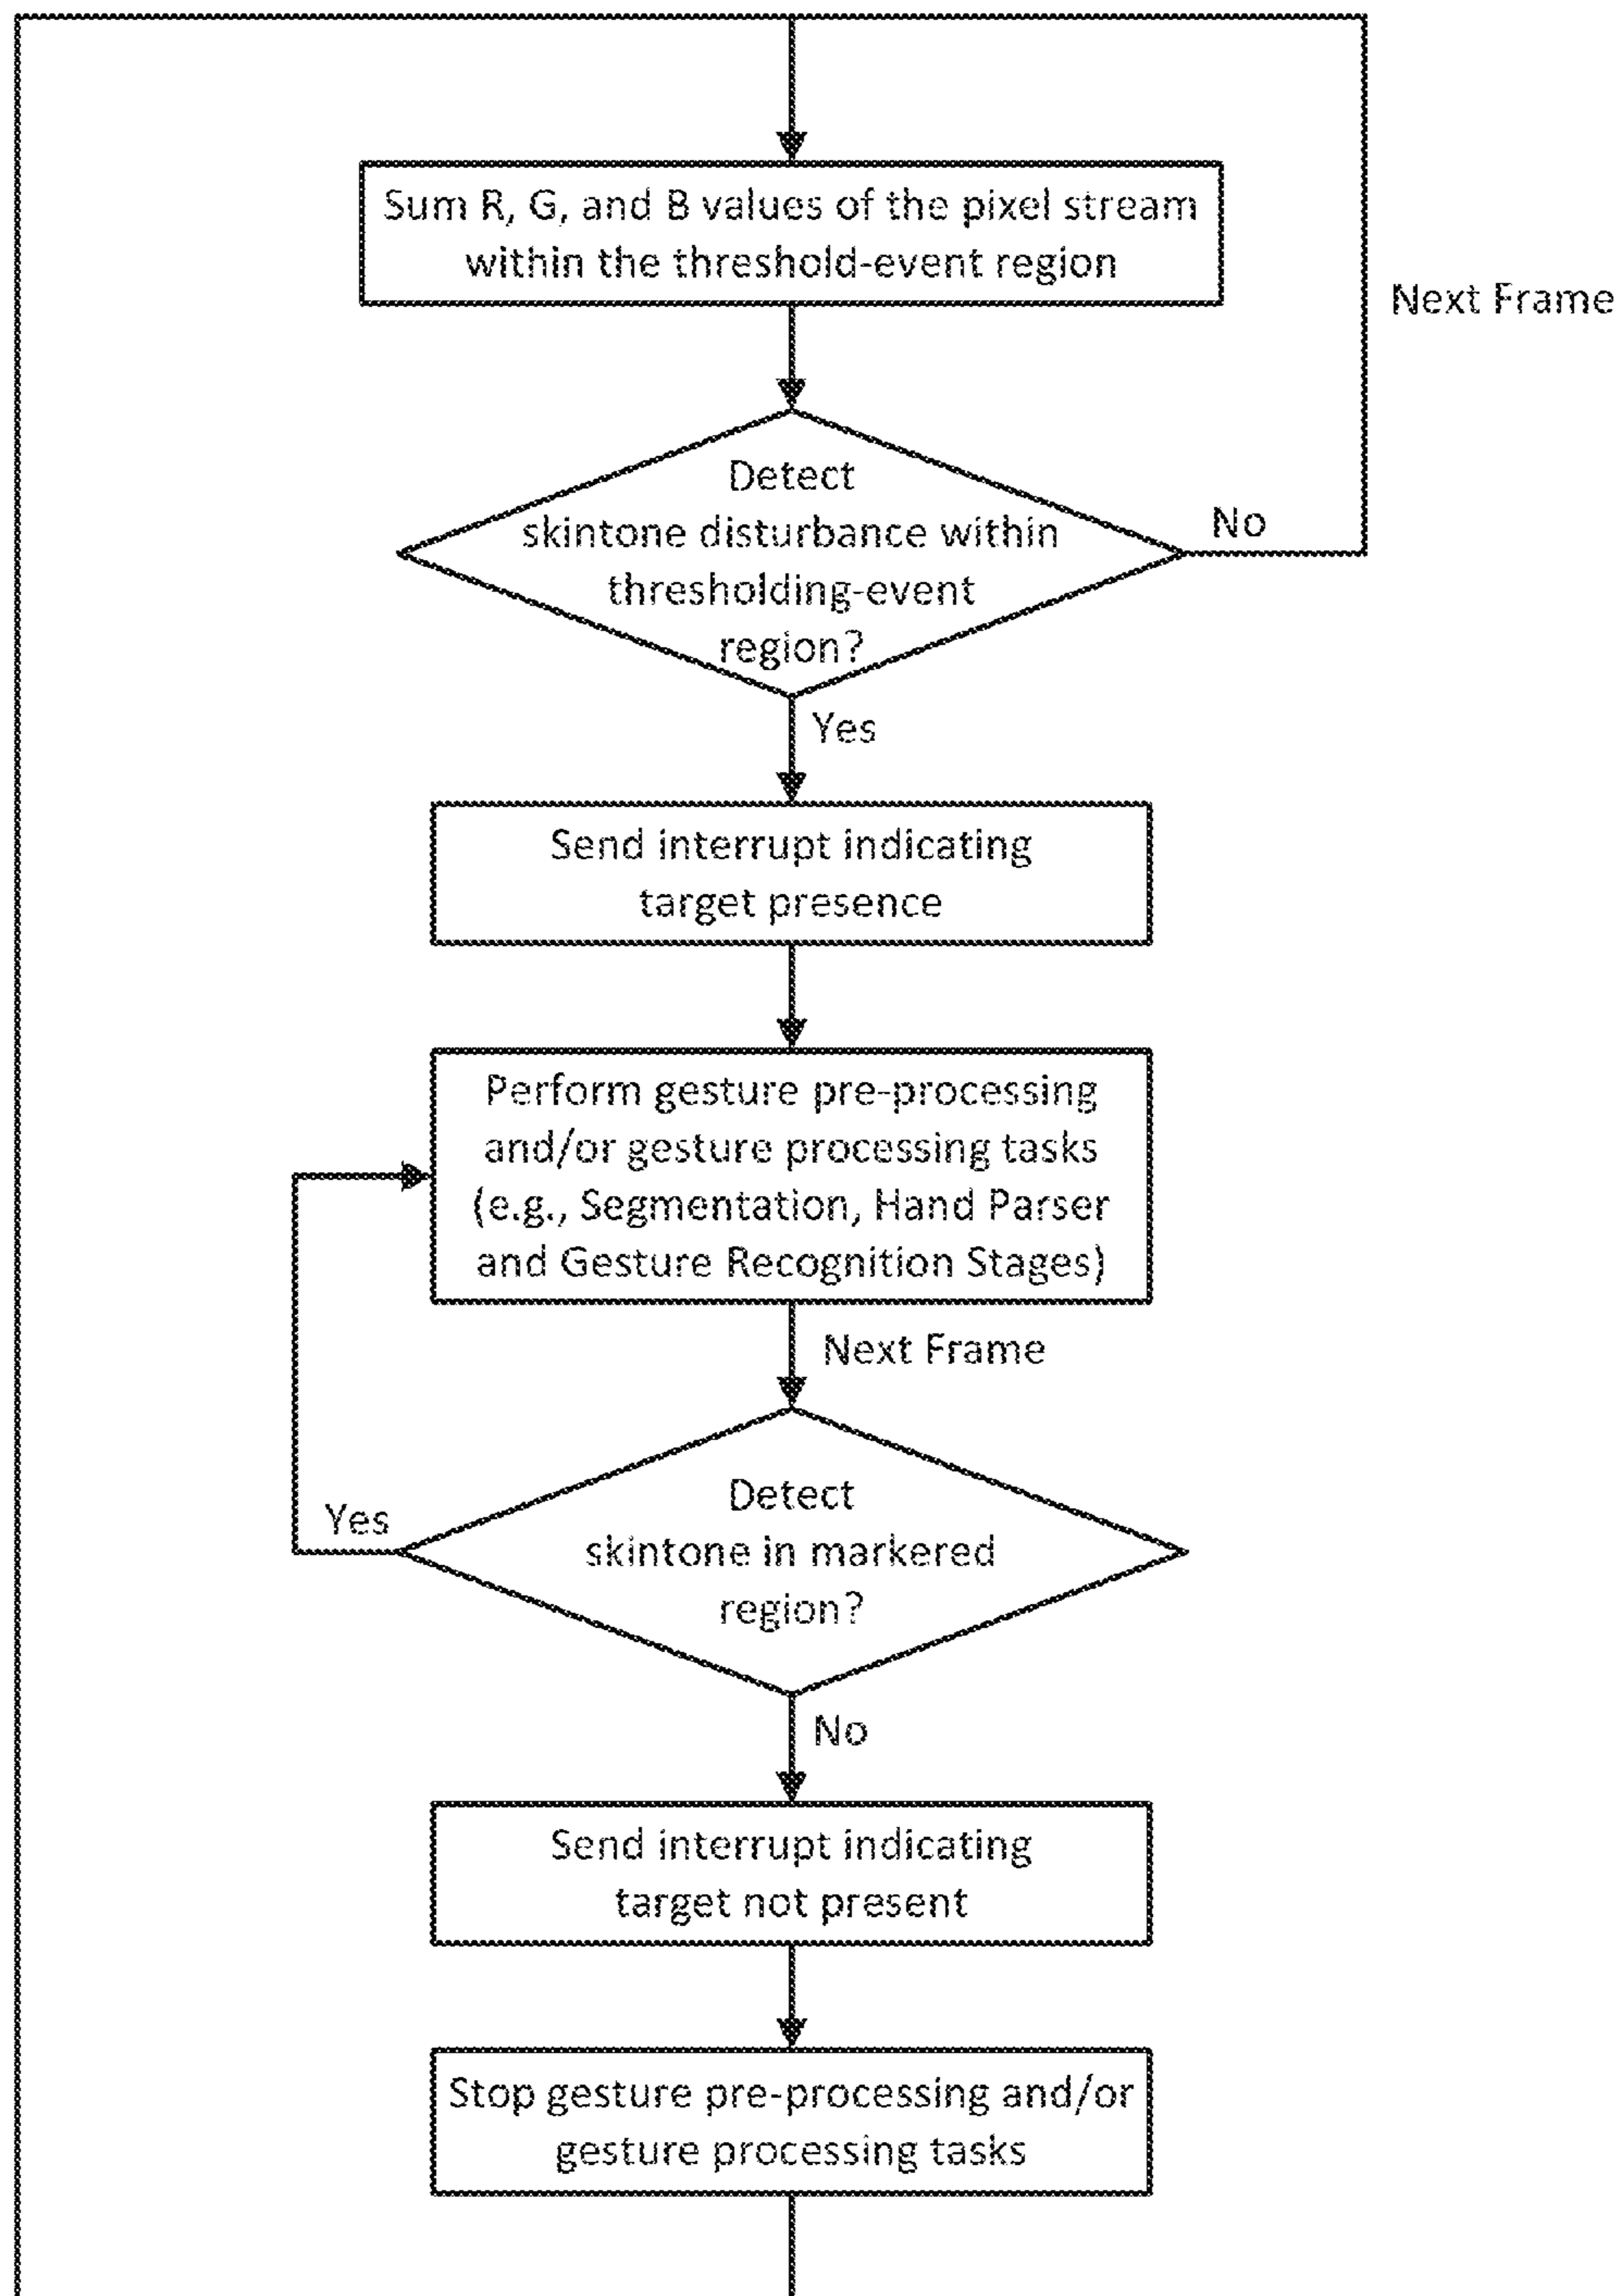 Sum R, G, and B values of the pixel stream
within the threshold-event region
Next Frame
Detect
skintone disturbance within
thresholding-event
region?
No
Yes
Send interrupt indicating
target presence
Perform gesture pre-processing
and/or gesture processing tasks
(e.g., Segmentation, Hand Parser
and Gesture Recognition Stages)
Next Frame
Detect
skintone in markered
region?
Yes
No
Send interrupt indicating
target not present
Stop gesture pre-processing and/or
gesture processing tasks